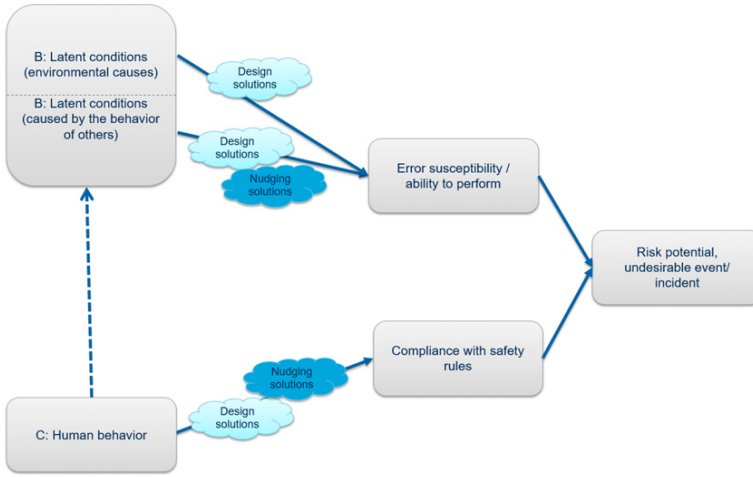 B: Latent conditions
(environmental causes)
B: Latent conditions
(caused by the behavior
of others)
Design
solutions
Design
solutions
Nudging
solutions
Error susceptibility /
ability to perform
Risk potential,
undesirable event/
incident
Compliance with safety
rules
Nudging
solutions
Design
solutions
C: Human behavior